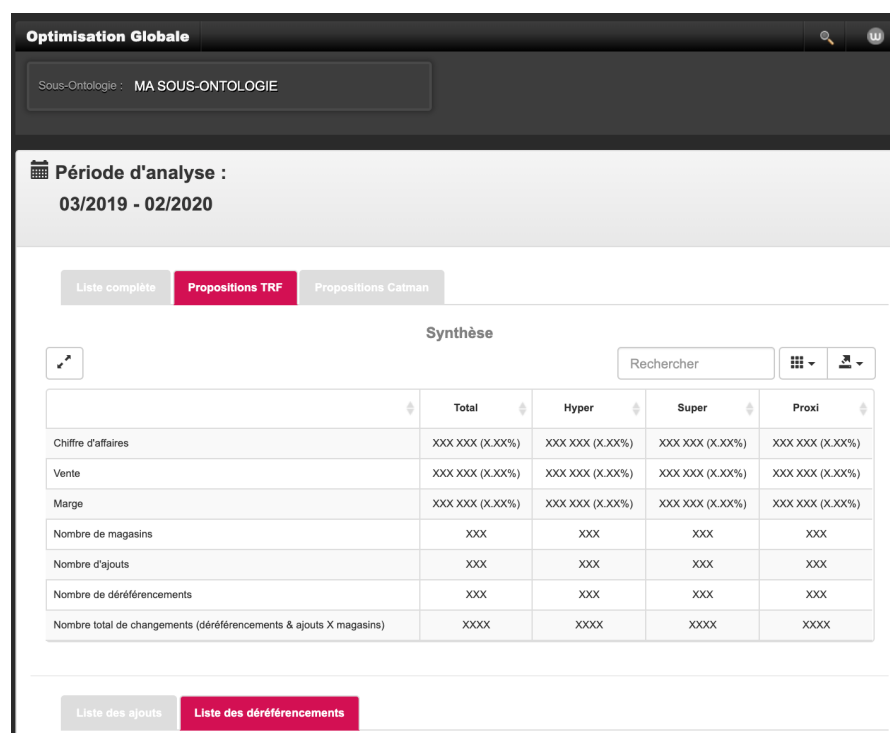 Optimisation Globale
Sous-Ontologie : MA SOUS-ONTOLOGIE
Période d'analyse :
03/2019 - 02/2020
Liste complète Propositions TRF Propositions Catman
Synthèse
Rechercher
Total Hyper Super Proxi
Chiffre d'affaires XXX XXX (X.XX%) XXX XXX (X.XX%) XXX XXX (X.XX%) XXX XXX (X.XX%)
Vente XXX XXX (X.XX%) XXX XXX (X.XX%) XXX XXX (X.XX%) XXX XXX (X.XX%)
Marge XXX XXX (X.XX%) XXX XXX (X.XX%) XXX XXX (X.XX%) XXX XXX (X.XX%)
Nombre de magasins XXX XXX XXX XXX
Nombre d'ajouts XXX XXX XXX XXX
Nombre de déréférencements XXX XXX XXX XXX
Nombre total de changements (déréférencements & ajouts X magasins) XXXX XXXX XXXX XXXX
Liste des ajouts Liste des déréférencements